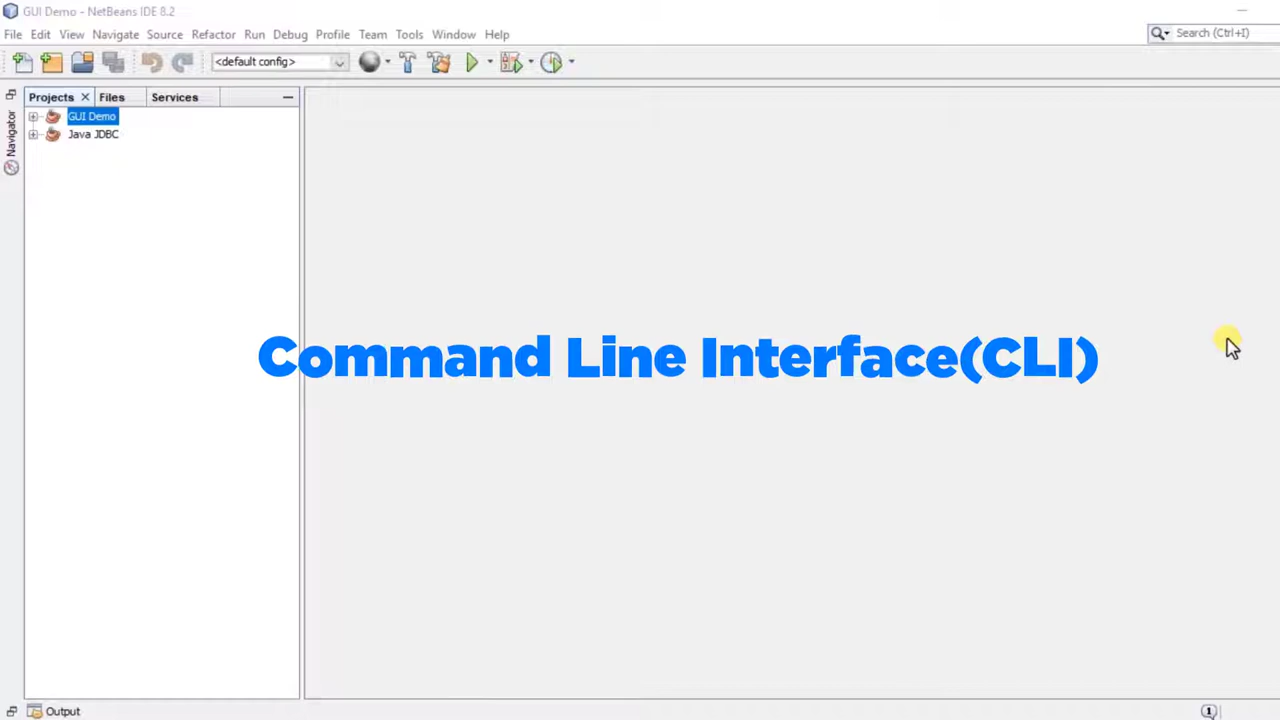 GUI Demo - NetBeans IDE 8.2
File Edit View Navigate Source Refactor Run Debug Profile Team Tools Window Help
Search (Ctrl+I)
<default config>
Projects Files Services
Navigator
GUI Demo
Java JDBC
Command Line Interface(CLI)
Output
1